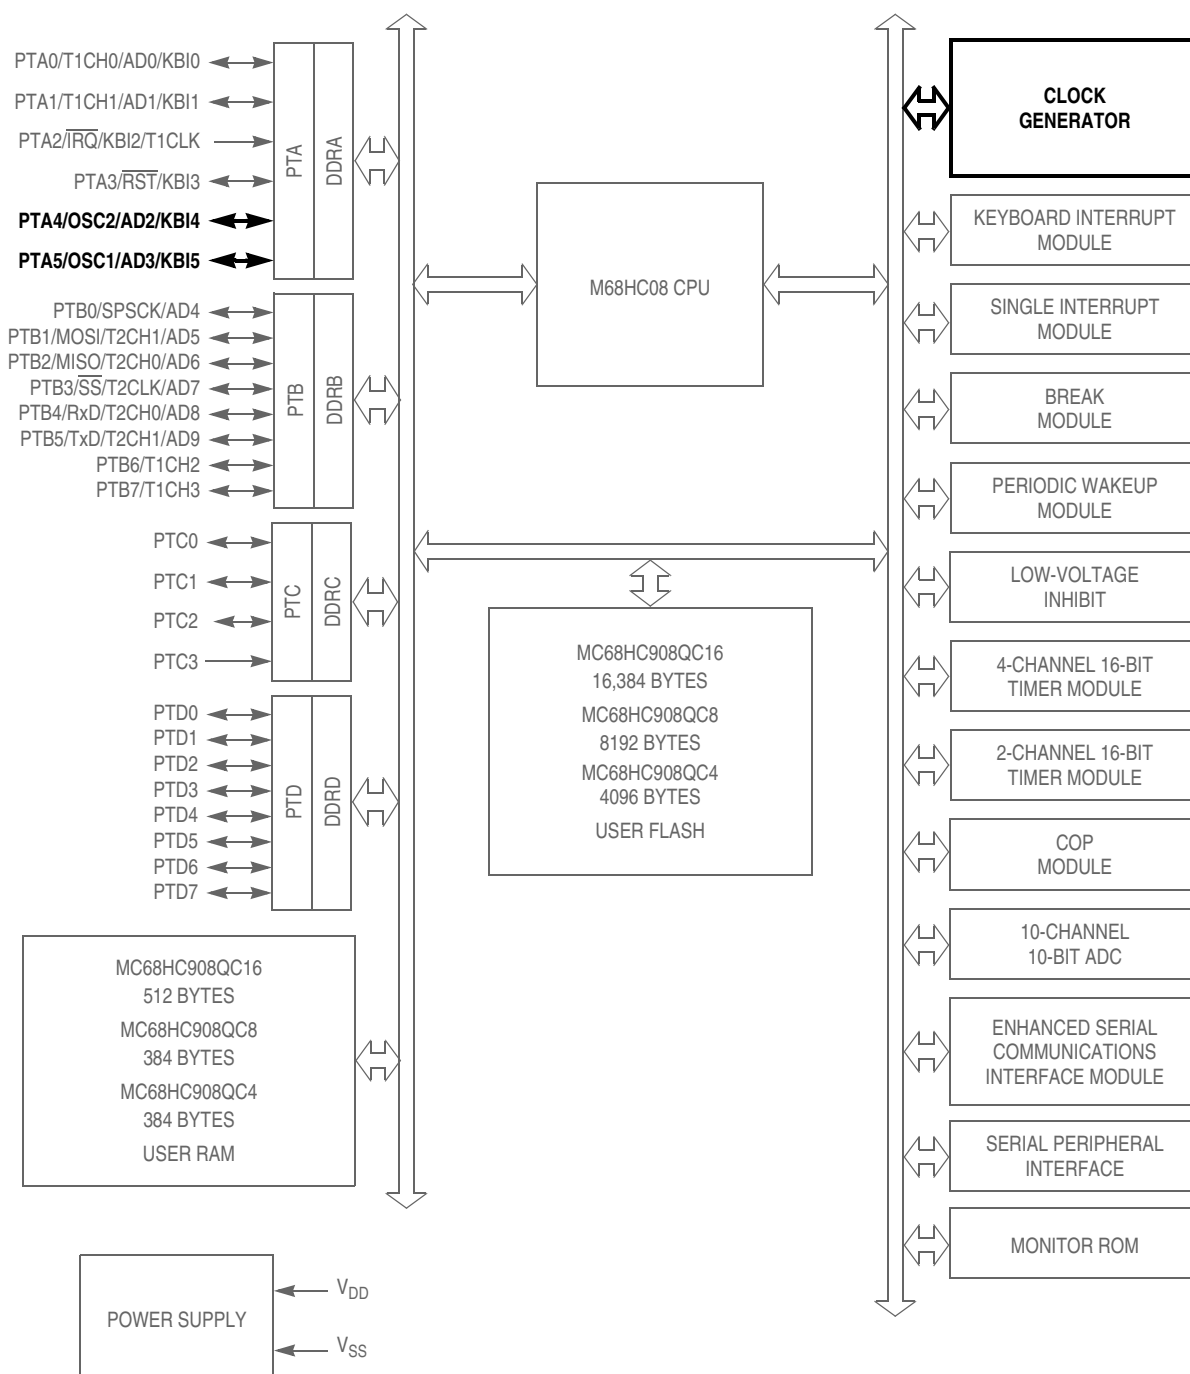 PTA0/T1CH0/AD0/KBI0
PTA1/T1CH1/AD1/KBI1
PTA2/I̅R̅Q̅/KBI2/T1CLK
PTA3/R̅S̅T̅/KBI3
PTA4/OSC2/AD2/KBI4
PTA5/OSC1/AD3/KBI5
PTA
DDRA
PTB0/SPSCK/AD4
PTB1/MOSI/T2CH1/AD5
PTB2/MISO/T2CH0/AD6
PTB3/S̅S̅/T2CLK/AD7
PTB4/RxD/T2CH0/AD8
PTB5/TxD/T2CH1/AD9
PTB6/T1CH2
PTB7/T1CH3
PTB
DDRB
PTC0
PTC1
PTC2
PTC3
PTC
DDRC
PTD0
PTD1
PTD2
PTD3
PTD4
PTD5
PTD6
PTD7
PTD
DDRD
MC68HC908QC16
512 BYTES
MC68HC908QC8
384 BYTES
MC68HC908QC4
384 BYTES
USER RAM
POWER SUPPLY
VDD
VSS
M68HC08 CPU
MC68HC908QC16
16,384 BYTES
MC68HC908QC8
8192 BYTES
MC68HC908QC4
4096 BYTES
USER FLASH
CLOCK
GENERATOR
KEYBOARD INTERRUPT
MODULE
SINGLE INTERRUPT
MODULE
BREAK
MODULE
PERIODIC WAKEUP
MODULE
LOW-VOLTAGE
INHIBIT
4-CHANNEL 16-BIT
TIMER MODULE
2-CHANNEL 16-BIT
TIMER MODULE
COP
MODULE
10-CHANNEL
10-BIT ADC
ENHANCED SERIAL
COMMUNICATIONS
INTERFACE MODULE
SERIAL PERIPHERAL
INTERFACE
MONITOR ROM